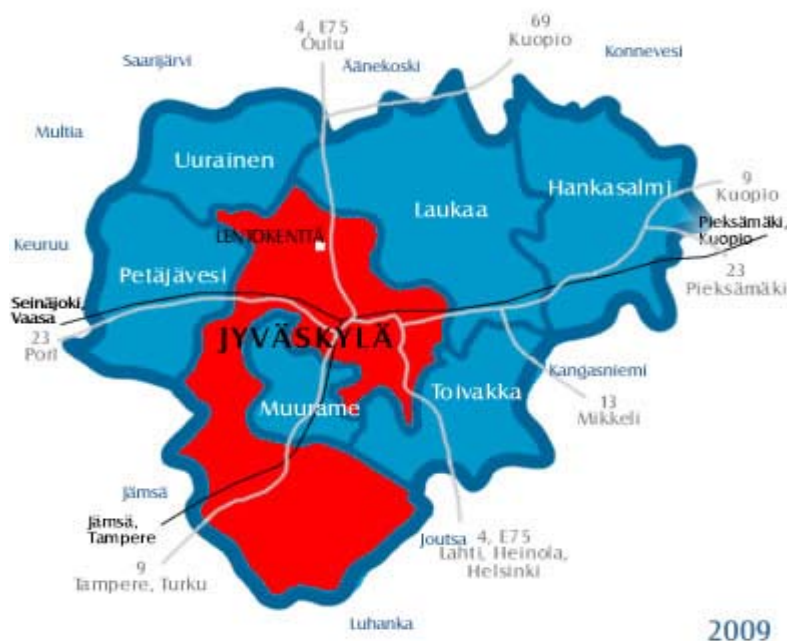 4, E75
Oulu
69
Kuopio
Konnevesi
Saarijärvi
Äänekoski
Multia
Uurainen
Hankasalmi
9
Kuopio
Laukaa
Pieksämäki,
Kuopio
LENTOKENTTÄ
Keuruu
Petäjävesi
23
Pieksämäki
Seinäjoki,
Vaasa
23
Pori
JYVÄSKYLÄ
Kangasniemi
Toivakka
Muurame
13
Mikkeli
Jämsä
Jämsä,
Tampere
Joutsa
4, E75
Lahti, Heinola,
Helsinki
9
Tampere, Turku
Luhanka
2009